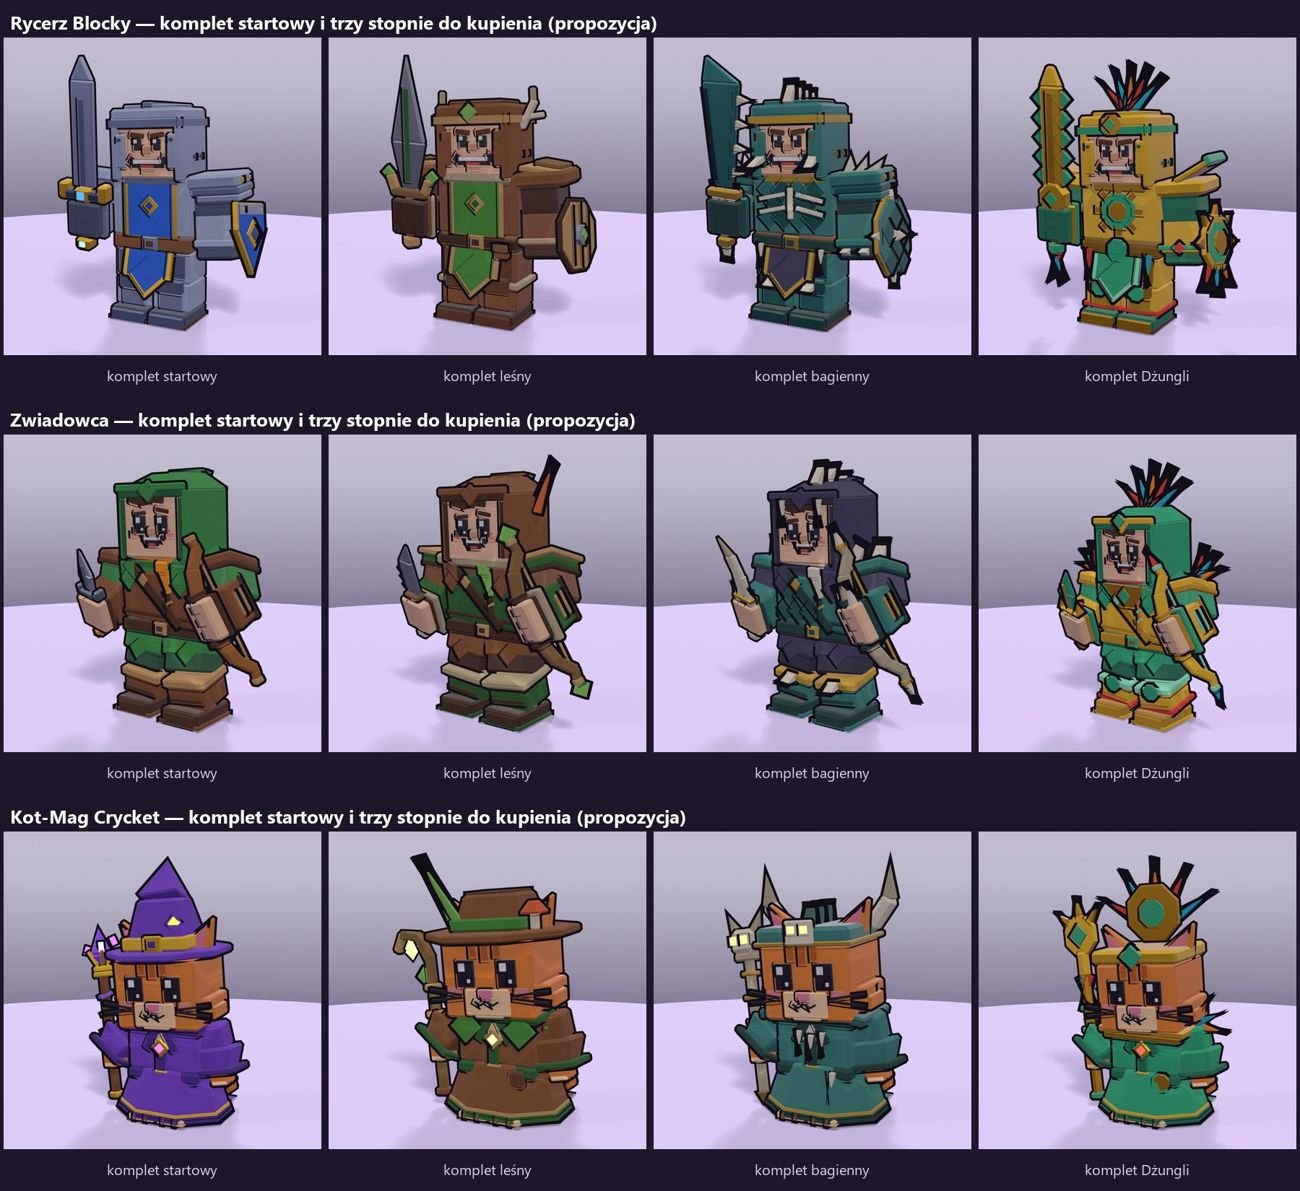 Rycerz Blocky — komplet startowy i trzy stopnie do kupienia (propozycja)
komplet startowy
komplet leśny
komplet bagienny
komplet Dżungli
Zwiadowca — komplet startowy i trzy stopnie do kupienia (propozycja)
komplet startowy
komplet leśny
komplet bagienny
komplet Dżungli
Kot-Mag Crycket — komplet startowy i trzy stopnie do kupienia (propozycja)
komplet startowy
komplet leśny
komplet bagienny
komplet Dżungli